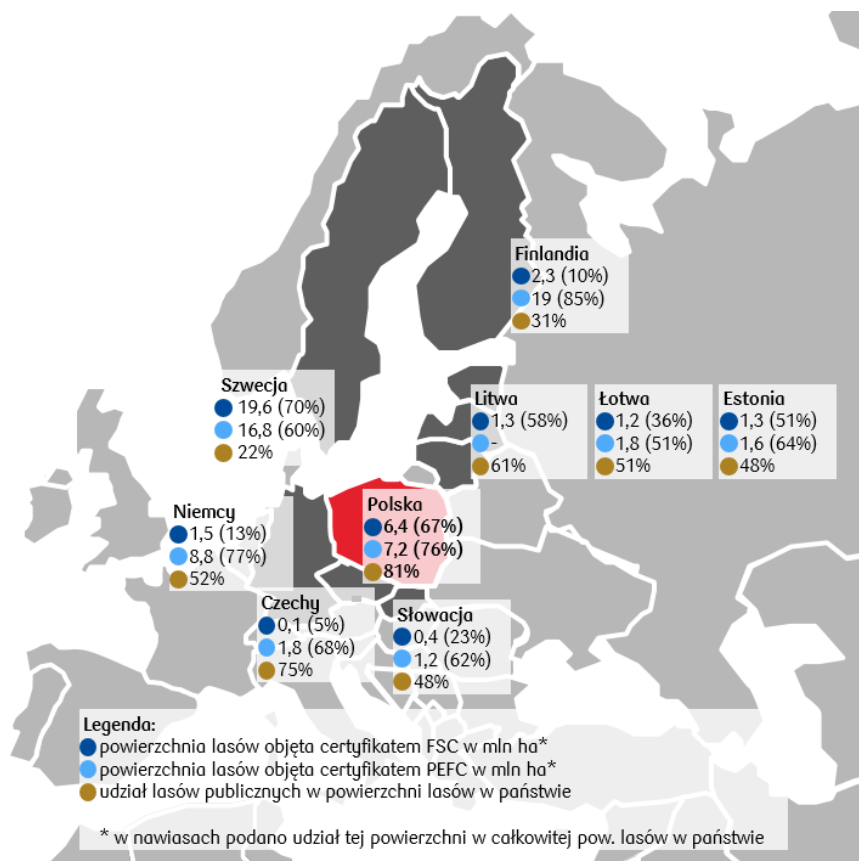 Finlandia
2,3 (10%)
19 (85%)
31%
Szwecja
19,6 (70%)
16,8 (60%)
22%
Litwa
1,3 (58%)
-
61%
Łotwa
1,2 (36%)
1,8 (51%)
51%
Estonia
1,3 (51%)
1,6 (64%)
48%
Niemcy
1,5 (13%)
8,8 (77%)
52%
Polska
6,4 (67%)
7,2 (76%)
81%
Czechy
0,1 (5%)
1,8 (68%)
75%
Słowacja
0,4 (23%)
1,2 (62%)
48%
Legenda:
powierzchnia lasów objęta certyfikatem FSC w mln ha*
powierzchnia lasów objęta certyfikatem PEFC w mln ha*
udział lasów publicznych w powierzchni lasów w państwie
* w nawiasach podano udział tej powierzchni w całkowitej pow. lasów w państwie